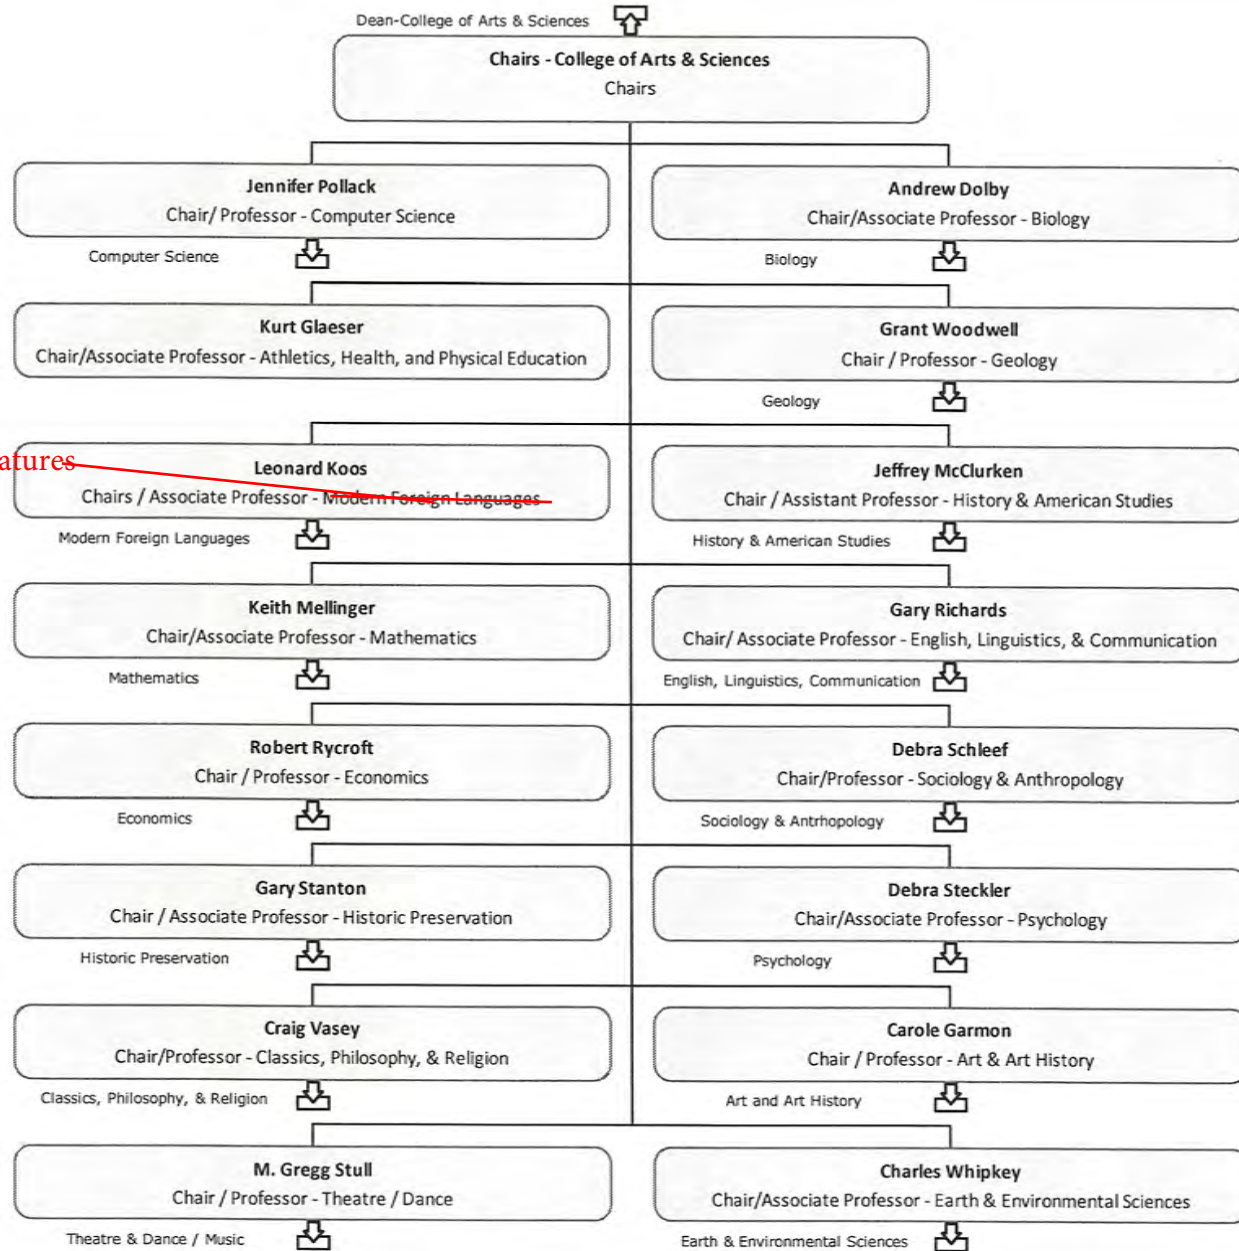 Dean-College of Arts & Sciences
Chairs - College of Arts & Sciences
Chairs
Jennifer Pollack
Chair/ Professor - Computer Science
Computer Science
Andrew Dolby
Chair/Associate Professor - Biology
Biology
Kurt Glaeser
Chair/Associate Professor - Athletics, Health, and Physical Education
Grant Woodwell
Chair / Professor - Geology
Geology
atures
Leonard Koos
Chairs / Associate Professor - Modern Foreign Languages
Modern Foreign Languages
Jeffrey McClurken
Chair / Assistant Professor - History & American Studies
History & American Studies
Keith Mellinger
Chair/Associate Professor - Mathematics
Mathematics
Gary Richards
Chair/ Associate Professor - English, Linguistics, & Communication
English, Linguistics, Communication
Robert Rycroft
Chair / Professor - Economics
Economics
Debra Schleef
Chair/Professor - Sociology & Anthropology
Sociology & Antrhopology
Gary Stanton
Chair / Associate Professor - Historic Preservation
Historic Preservation
Debra Steckler
Chair/Associate Professor - Psychology
Psychology
Craig Vasey
Chair/Professor - Classics, Philosophy, & Religion
Classics, Philosophy, & Religion
Carole Garmon
Chair / Professor - Art & Art History
Art and Art History
M. Gregg Stull
Chair / Professor - Theatre / Dance
Theatre & Dance / Music
Charles Whipkey
Chair/Associate Professor - Earth & Environmental Sciences
Earth & Environmental Sciences